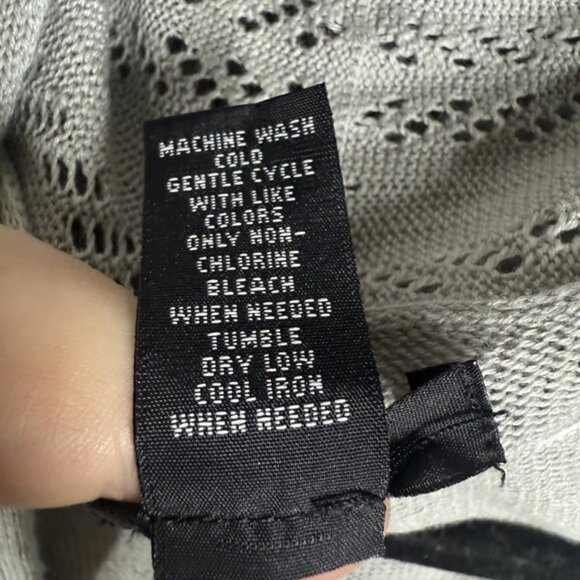 MACHINE WASH
COLD
GENTLE CYCLE
WITH LIKE
COLORS
ONLY NON-
CHLORINE
BLEACH
WHEN NEEDED
TUMBLE
DRY LOW
COOL IRON
WHEN NEEDED